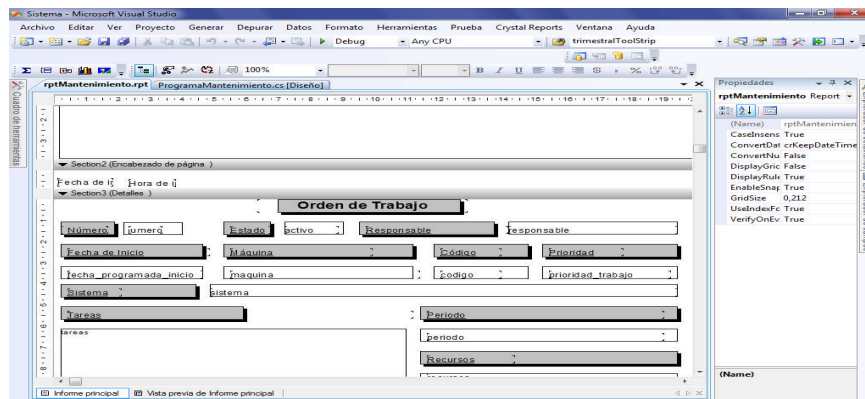 Sistema - Microsoft Visual Studio
Archivo Editar Ver Proyecto Generar Depurar Datos Formato Herramientas Prueba Crystal Reports Ventana Ayuda
Debug Any CPU trimestralToolStrip
100%
rptMantenimiento.rpt ProgramaMantenimiento.cs [Diseño]
Cuadro de herramientas
Section2 (Encabezado de página )
Fecha de i Hora de i
Section3 (Detalles )
Orden de Trabajo
Número numero Estado activo Responsable responsable
Fecha de Inicio Máquina Código Prioridad
fecha_programada_inicio maquina codigo prioridad_trabajo
Sistema sistema
Tareas Periodo
tareas
periodo
Recursos
Informe principal Vista previa de Informe principal
Propiedades
rptMantenimiento Report
(Name) rptMantenimien
CaseInsens True
ConvertDat crKeepDateTime
ConvertNu False
DisplayGric False
DisplayRule True
EnableSnap True
GridSize 0,212
UseIndexFc True
VerifyOnEv True
(Name)